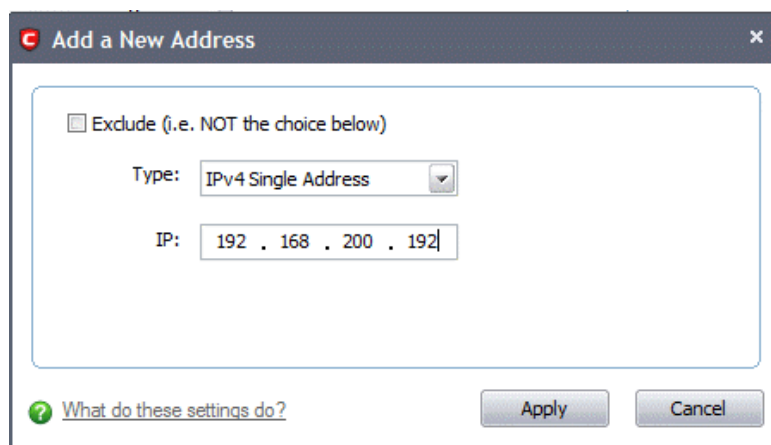 Add a New Address
Exclude (i.e. NOT the choice below)
Type: IPv4 Single Address
IP: 192 . 168 . 200 . 192
What do these settings do?
Apply Cancel